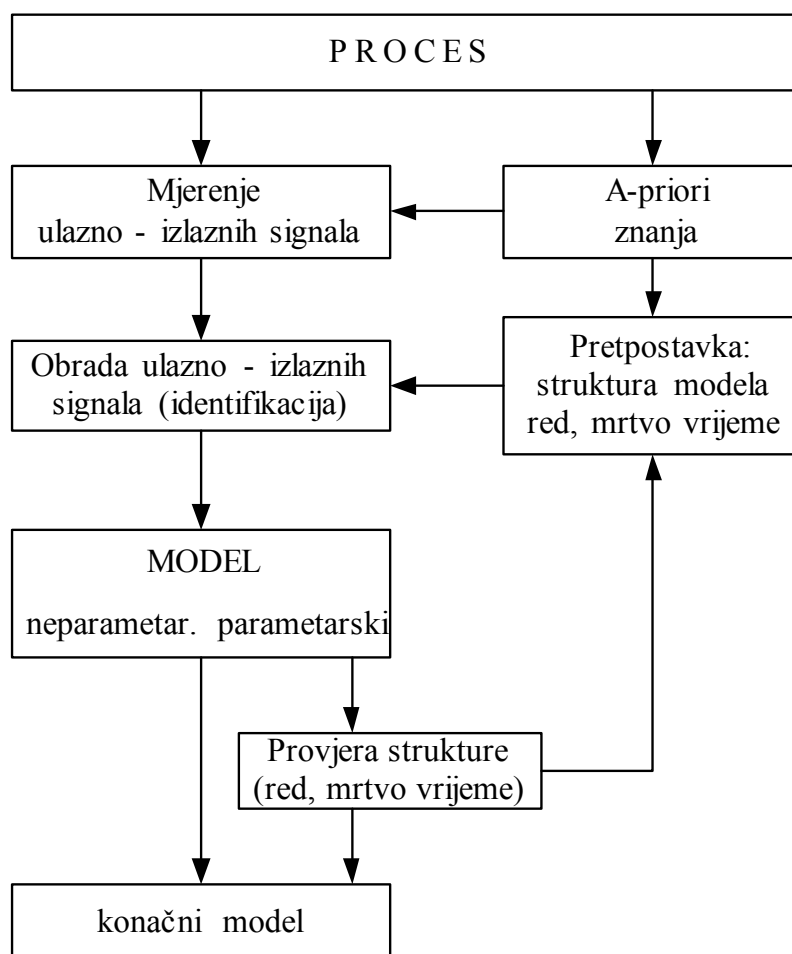 PROCES
Mjerenje
ulazno - izlaznih signala
A-priori
znanja
Obrada ulazno - izlaznih
signala (identifikacija)
Pretpostavka:
struktura modela
red, mrtvo vrijeme
MODEL
neparametar. parametarski
Provjera strukture
(red, mrtvo vrijeme)
konačni model